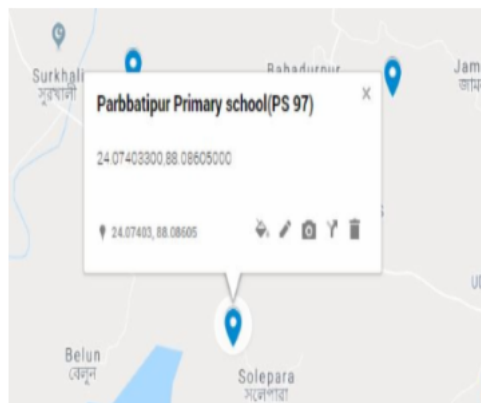 Surkhali
সুরখালী
Bahadurpur
Jam
জাম
Parbbatipur Primary school(PS 97)
24.07403300,88.08605000
24.07403, 88.08605
Belun
বেলুন
Solepara
সলেপারা